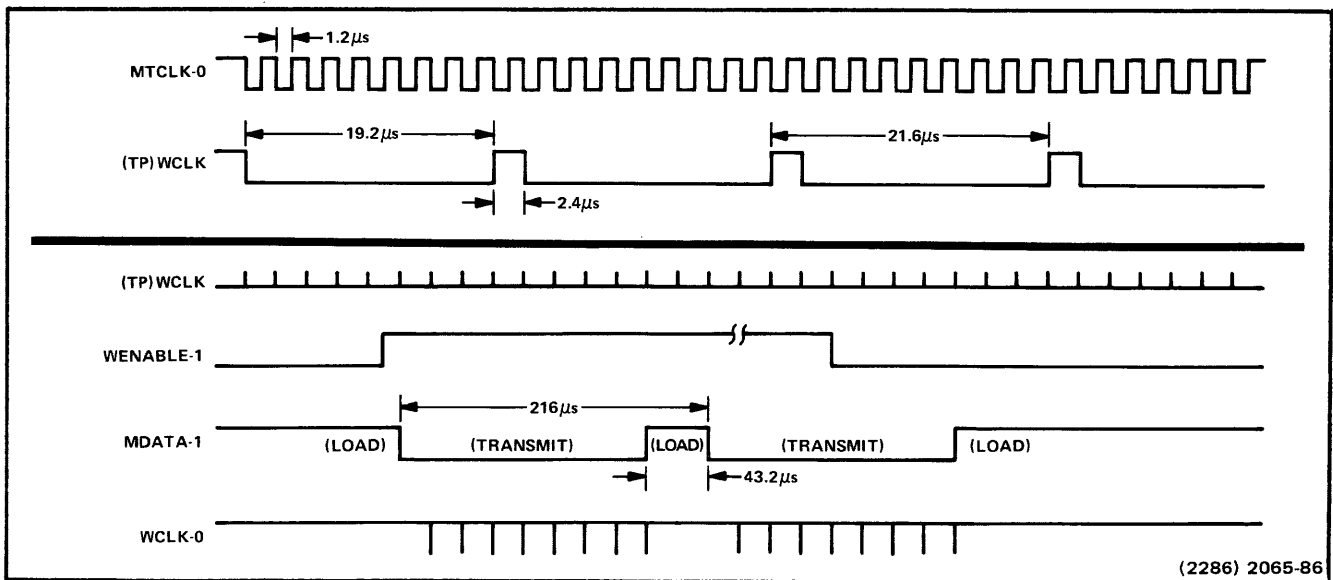 1.2μs
MTCLK-0
19.2μs
21.6μs
(TP)WCLK
2.4μs
(TP)WCLK
WENABLE-1
216μs
MDATA-1 (LOAD) (TRANSMIT) (LOAD) (TRANSMIT) (LOAD)
43.2μs
WCLK-0
(2286) 2065-86